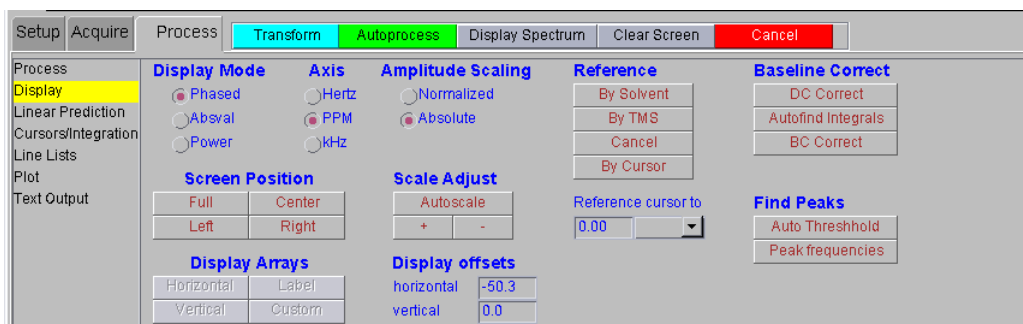 Setup Acquire Process Transform Autoprocess Display Spectrum Clear Screen Cancel
Process
Display
Linear Prediction
Cursors/Integration
Line Lists
Plot
Text Output
Display Mode
Phased
Absval
Power
Axis
Hertz
PPM
kHz
Amplitude Scaling
Normalized
Absolute
Reference
By Solvent
By TMS
Cancel
By Cursor
Baseline Correct
DC Correct
Autofind Integrals
BC Correct
Screen Position
Full Center
Left Right
Scale Adjust
Autoscale
+ -
Reference cursor to
0.00
Find Peaks
Auto Threshhold
Peak frequencies
Display Arrays
Horizontal Label
Vertical Custom
Display offsets
horizontal -50.3
vertical 0.0